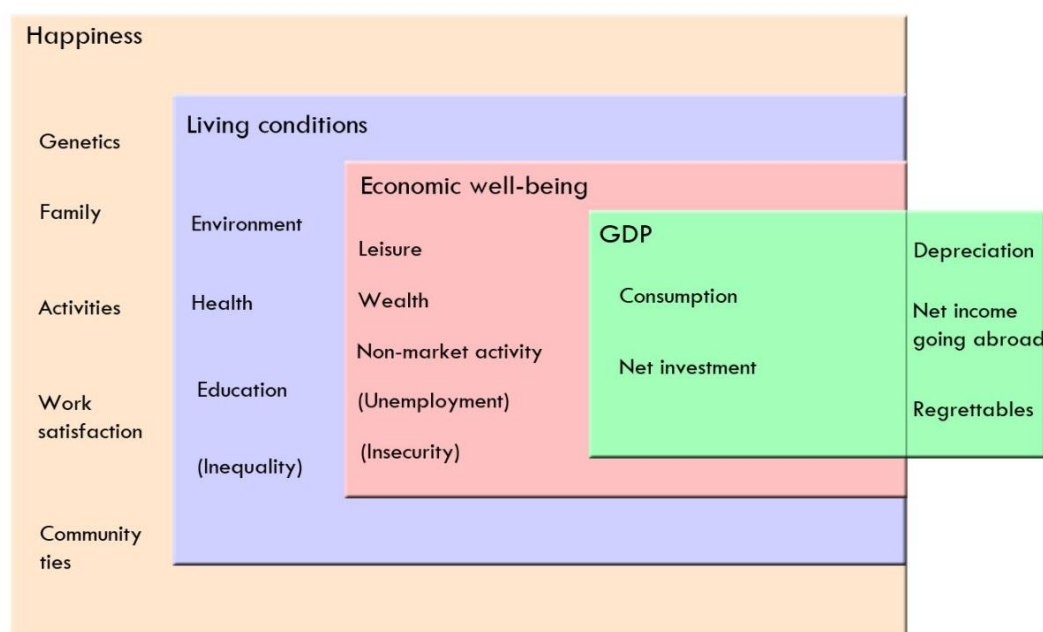 Happiness
Genetics
Family
Activities
Work
satisfaction
Community
ties
Living conditions
Environment
Health
Education
(Inequality)
Economic well-being
Leisure
Wealth
Non-market activity
(Unemployment)
(Insecurity)
GDP
Consumption
Net investment
Depreciation
Net income
going abroad
Regrettables